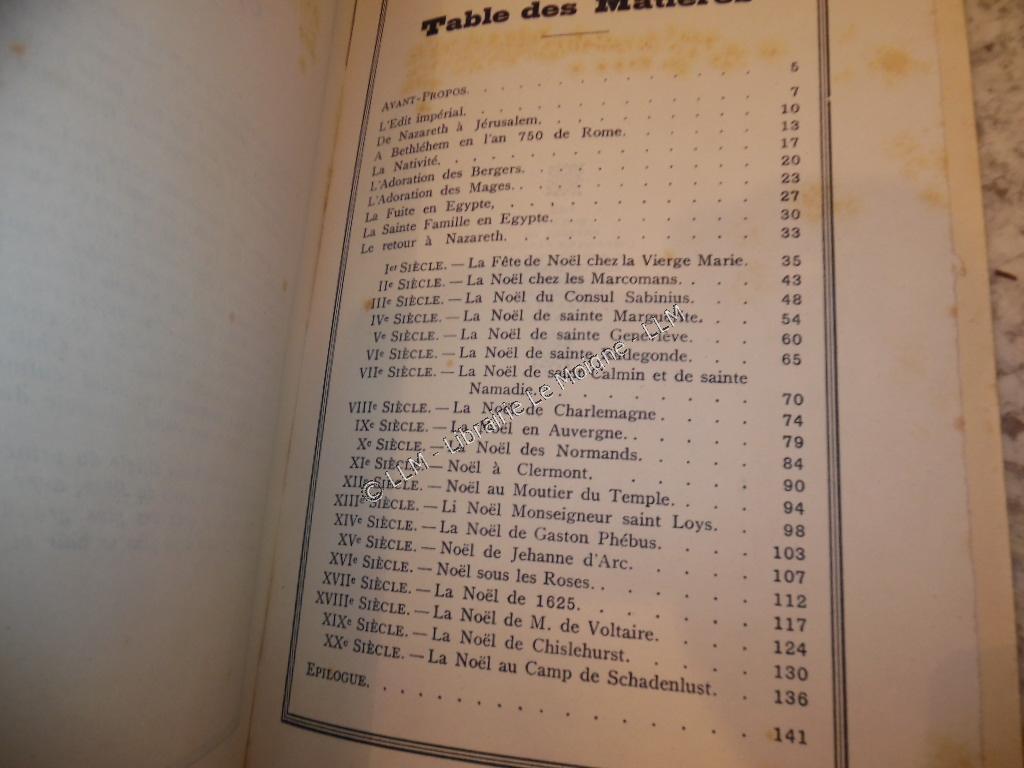 Table des Matières
AVANT-PROPOS. . . . . . . . . . 5
L'Edit impérial. . . . . . . . . . 7
De Nazareth à Jérusalem. . . . . . . . 10
A Bethléhem en l'an 750 de Rome. . . . . . 13
La Nativité. . . . . . . . . . 17
L'Adoration des Bergers. . . . . . . . 20
L'Adoration des Mages. . . . . . . . 23
La Fuite en Egypte, . . . . . . . . 27
La Sainte Famille en Egypte. . . . . . . 30
Le retour à Nazareth. . . . . . . . . 33
Ier SIÈCLE. — La Fête de Noël chez la Vierge Marie. 35
IIe SIÈCLE. — La Noël chez les Marcomans. . . . 43
IIIe SIÈCLE. — La Noël du Consul Sabinius. . . . 48
IVe SIÈCLE. — La Noël de sainte Marguerite. . . 54
Ve SIÈCLE. — La Noël de sainte Geneviève. . . 60
VIe SIÈCLE. — La Noël de sainte . . 65
VIIe SIÈCLE. — La Noël de saint Calmin et de sainte
Namadie. . . . . . . . 70
VIIIe SIÈCLE. — La Noël de Charlemagne . . . . 74
IXe SIÈCLE. — La Noël en Auvergne. . . . . 79
Xe SIÈCLE. — La Noël des Normands. . . . . 84
XIe SIÈCLE. — Noël à Clermont. . . . . . 90
XIIe SIÈCLE. — Noël au Moutier du Temple. . . . 94
XIIIe SIÈCLE. — Li Noël Monseigneur saint Loys. . 98
XIVe SIÈCLE. — La Noël de Gaston Phébus. . . . 103
XVe SIÈCLE. — Noël de Jehanne d'Arc. . . . . 107
XVIe SIÈCLE. — Noël sous les Roses. . . . . . 112
XVIIe SIÈCLE. — La Noël de 1625. . . . . . 117
XVIIIe SIÈCLE. — La Noël de M. de Voltaire. . . . 124
XIXe SIÈCLE. — La Noël de Chislehurst. . . . . 130
XXe SIÈCLE. — La Noël au Camp de Schadenlust. . . 136
EPILOGUE. . . . . . . . . . . 141
© LLM - Librairie Le Moigne - LLM